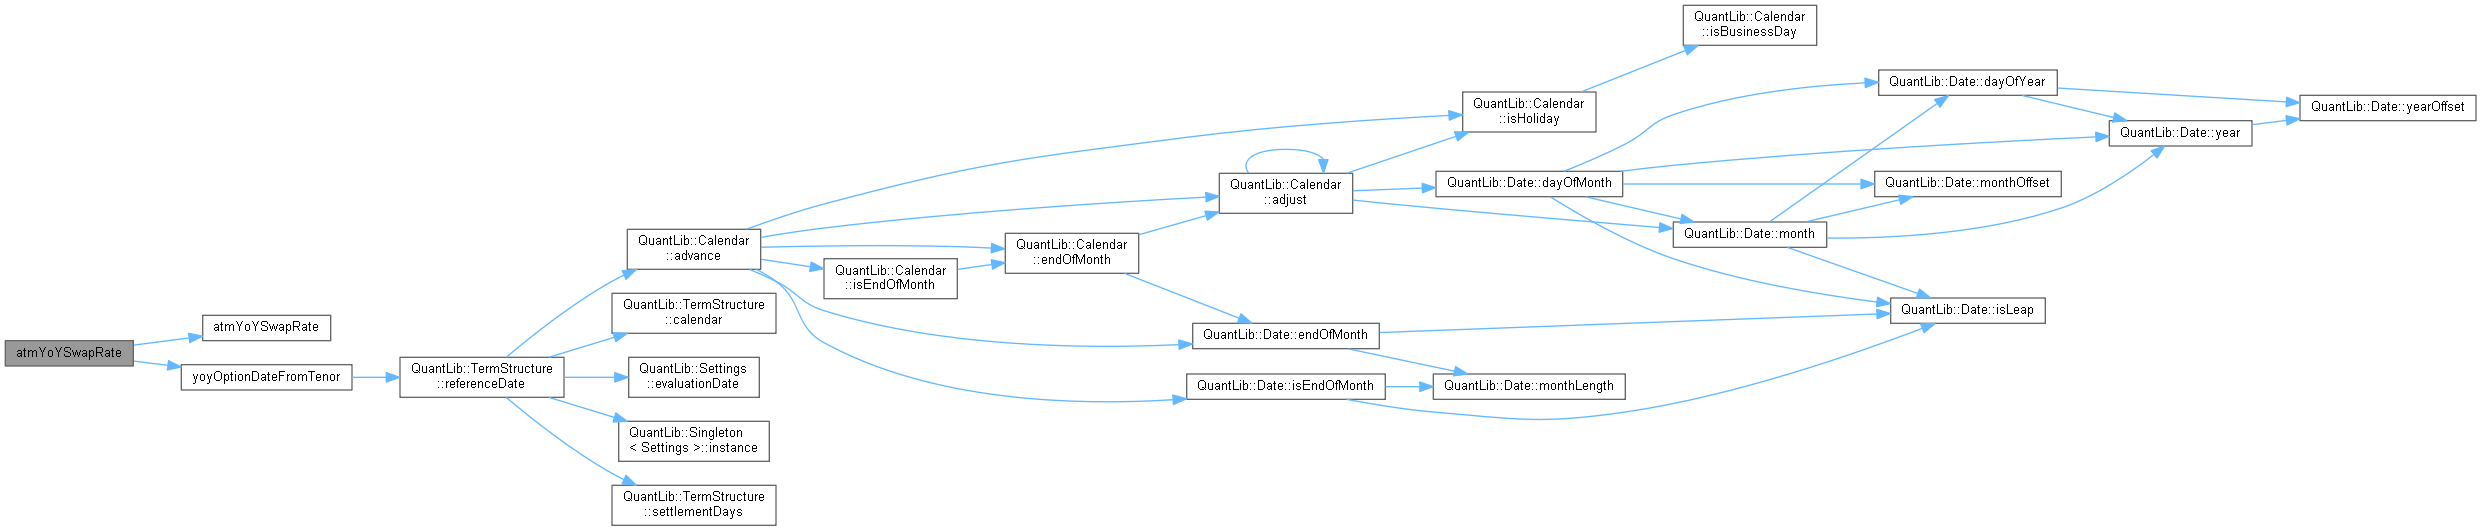 atmYoYSwapRate
atmYoYSwapRate
yoyOptionDateFromTenor
QuantLib::TermStructure
::referenceDate
QuantLib::Calendar
::advance
QuantLib::TermStructure
::calendar
QuantLib::Settings
::evaluationDate
QuantLib::Singleton
< Settings >::instance
QuantLib::TermStructure
::settlementDays
QuantLib::Calendar
::isEndOfMonth
QuantLib::Calendar
::endOfMonth
QuantLib::Calendar
::adjust
QuantLib::Date::endOfMonth
QuantLib::Date::isEndOfMonth
QuantLib::Calendar
::isHoliday
QuantLib::Date::dayOfMonth
QuantLib::Date::monthLength
QuantLib::Calendar
::isBusinessDay
QuantLib::Date::month
QuantLib::Date::dayOfYear
QuantLib::Date::monthOffset
QuantLib::Date::isLeap
QuantLib::Date::year
QuantLib::Date::yearOffset